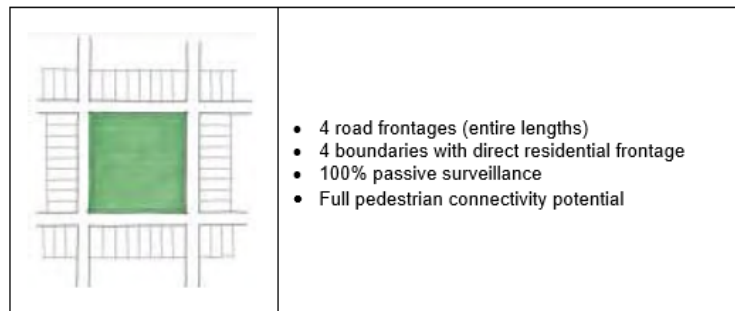 • 4 road frontages (entire lengths)
• 4 boundaries with direct residential frontage
• 100% passive surveillance
• Full pedestrian connectivity potential